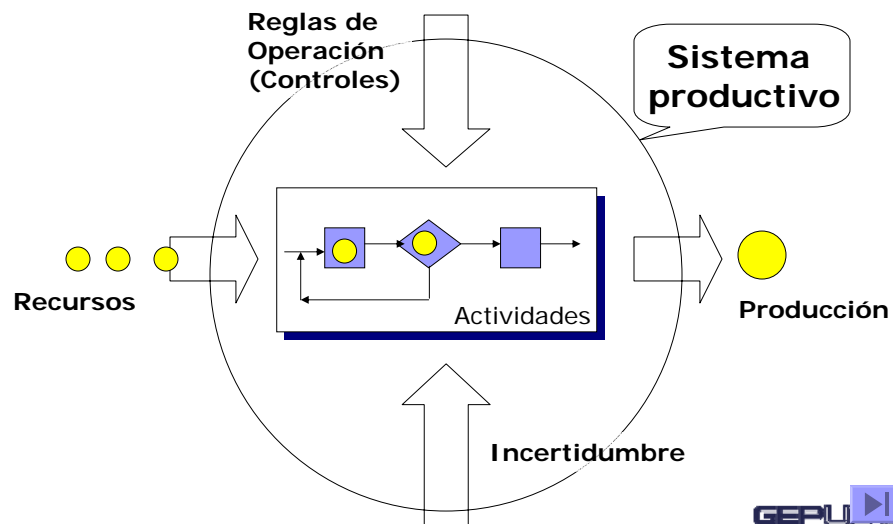 Reglas de
Operación
(Controles)
Sistema
productivo
Recursos
Actividades
Producción
Incertidumbre